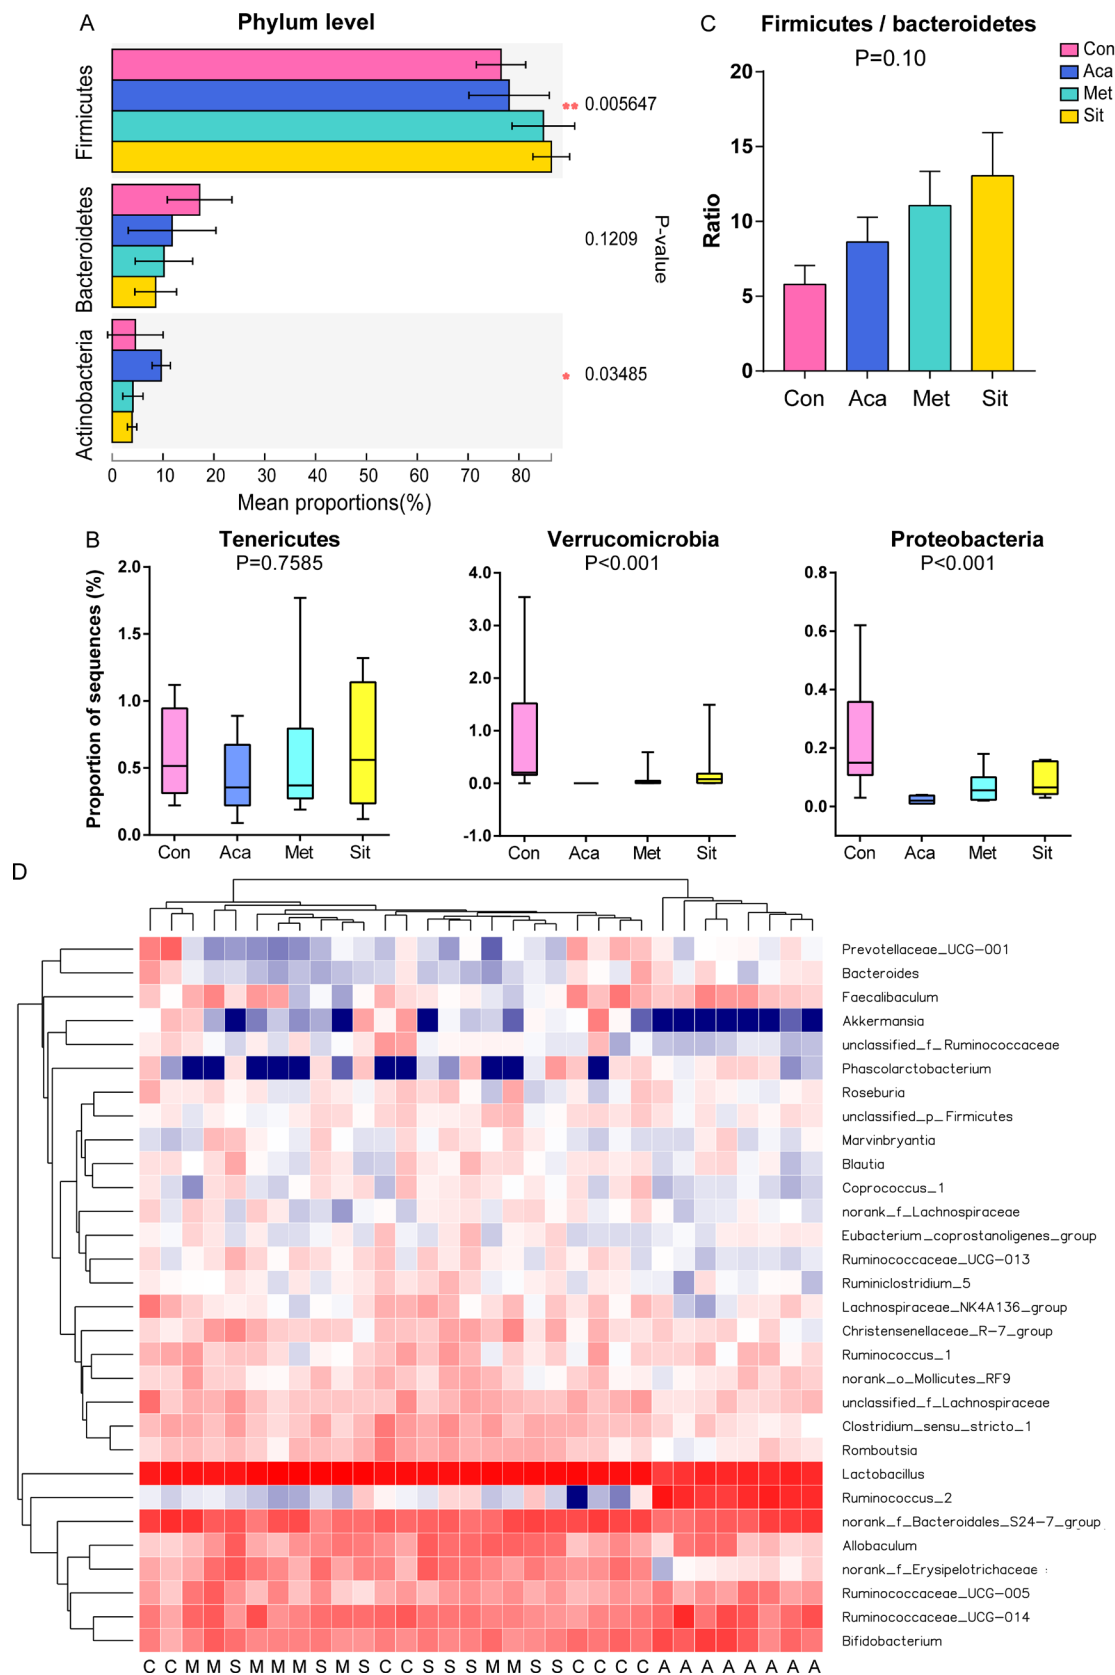 A
Phylum level
Firmicutes
Bacteroidetes
Actinobacteria
** 0.005647
0.1209
* 0.03485
P-value
0 10 20 30 40 50 60 70 80
Mean proportions(%)
C
Firmicutes / bacteroidetes
P=0.10
Con
Aca
Met
Sit
Ratio
20
15
10
5
0
Con Aca Met Sit
B
Tenericutes
P=0.7585
Proportion of sequences (%)
2.0
1.5
1.0
0.5
0.0
Con Aca Met Sit
Verrucomicrobia
P<0.001
4.0
3.0
2.0
1.0
0.0
-1.0
Con Aca Met Sit
Proteobacteria
P<0.001
0.8
0.6
0.4
0.2
0.0
Con Aca Met Sit
D
Prevotellaceae_UCG-001
Bacteroides
Faecalibaculum
Akkermansia
unclassified_f_Ruminococcaceae
Phascolarctobacterium
Roseburia
unclassified_p_Firmicutes
Marvinbryantia
Blautia
Coprococcus_1
norank_f_Lachnospiraceae
Eubacterium_coprostanoligenes_group
Ruminococcaceae_UCG-013
Ruminiclostridium_5
Lachnospiraceae_NK4A136_group
Christensenellaceae_R-7_group
Ruminococcus_1
norank_o_Mollicutes_RF9
unclassified_f_Lachnospiraceae
Clostridium_sensu_stricto_1
Romboutsia
Lactobacillus
Ruminococcus_2
norank_f_Bacteroidales_S24-7_group
Allobaculum
norank_f_Erysipelotrichaceae
Ruminococcaceae_UCG-005
Ruminococcaceae_UCG-014
Bifidobacterium
C C M M S M M M S M S C C S S S M M S S C C C C A A A A A A A A